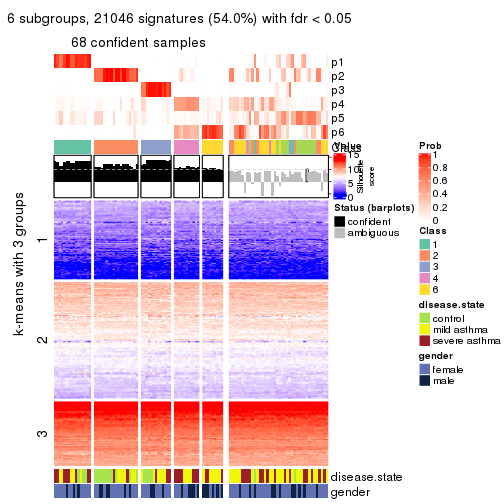 6 subgroups, 21046 signatures (54.0%) with fdr < 0.05
68 confident samples
p1
p2
p3
p4
p5
p6
Class
Value
15
10
5
0
Silhouette
score
Status (barplots)
confident
ambiguous
k-means with 3 groups
1
2
3
disease.state
gender
Prob
1
0.8
0.6
0.4
0.2
0
Class
1
2
3
4
6
disease.state
control
mild asthma
severe asthma
gender
female
male